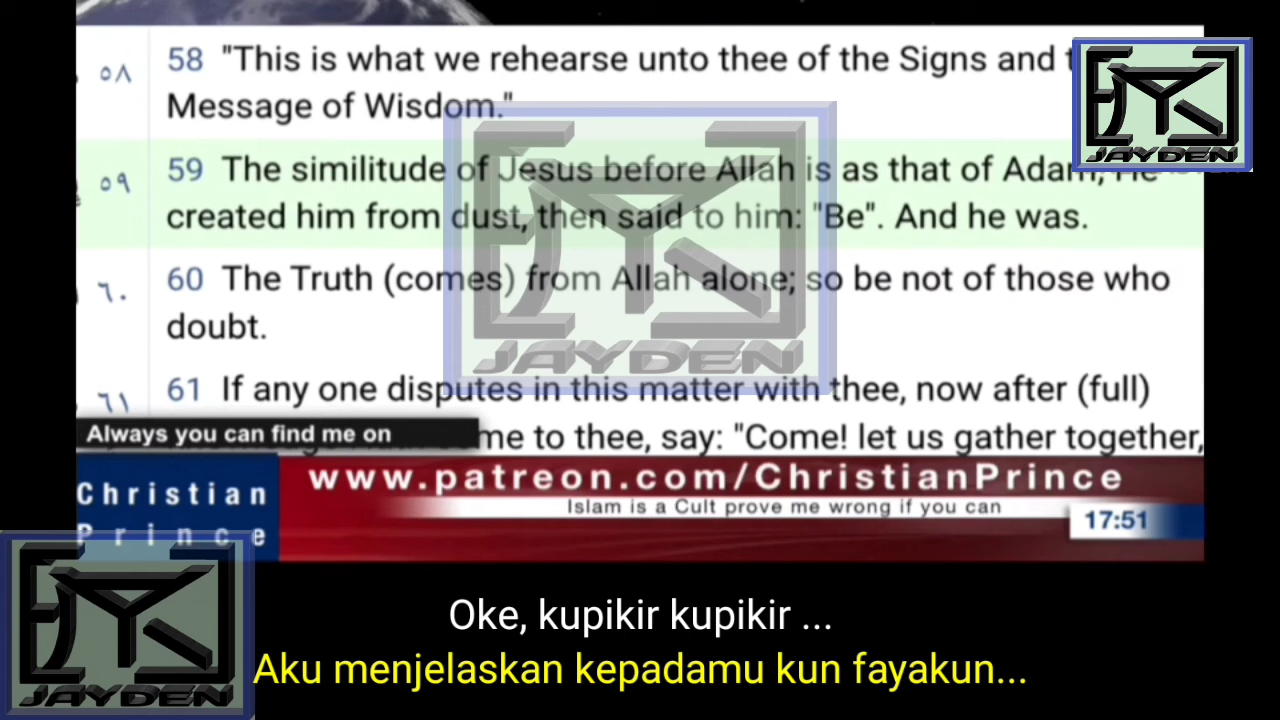 ٥٨ 58 "This is what we rehearse unto thee of the Signs and
Message of Wisdom."
٥٩ 59 The similitude of Jesus before Allah is as that of Adam; He
created him from dust, then said to him: "Be". And he was.
٦٠ 60 The Truth (comes) from Allah alone; so be not of those who
doubt.
٦١ 61 If any one disputes in this matter with thee, now after (full)
to thee, say: "Come! let us gather together,
Always you can find me on
www.patreon.com/ChristianPrince
Christian
Prince
Islam is a Cult prove me wrong if you can
17:51
JAYDEN
JAYDEN
JAYDEN
Oke, kupikir kupikir ...
Aku menjelaskan kepadamu kun fayakun...